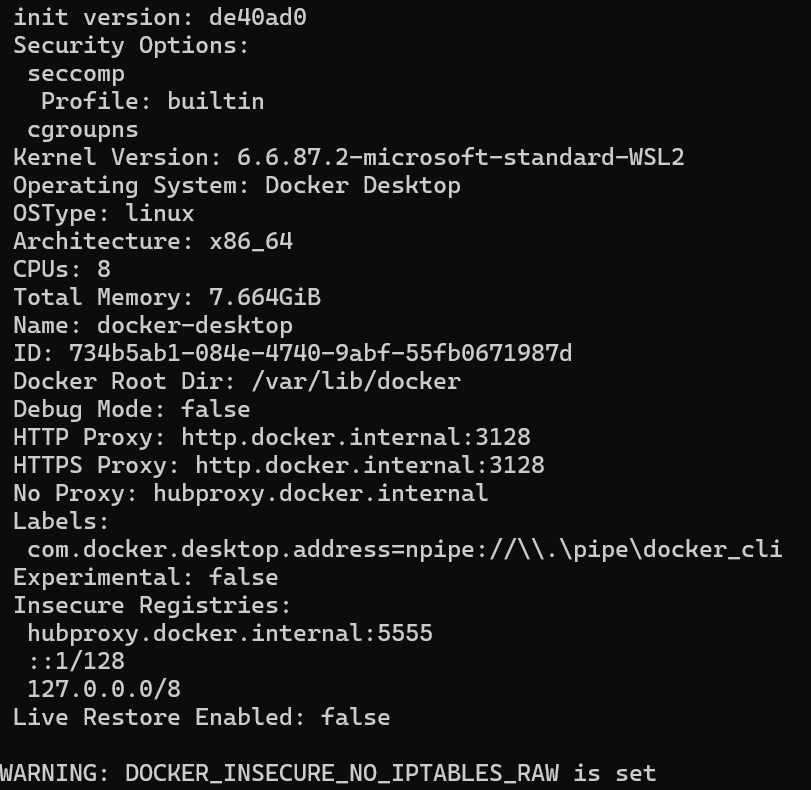 init version: de40ad0
Security Options:
seccomp
Profile: builtin
cgroupns
Kernel Version: 6.6.87.2-microsoft-standard-WSL2
Operating System: Docker Desktop
OSType: linux
Architecture: x86_64
CPUs: 8
Total Memory: 7.664GiB
Name: docker-desktop
ID: 734b5ab1-084e-4740-9abf-55fb0671987d
Docker Root Dir: /var/lib/docker
Debug Mode: false
HTTP Proxy: http.docker.internal:3128
HTTPS Proxy: http.docker.internal:3128
No Proxy: hubproxy.docker.internal
Labels:
com.docker.desktop.address=npipe://\\.\pipe\docker_cli
Experimental: false
Insecure Registries:
hubproxy.docker.internal:5555
::1/128
127.0.0.0/8
Live Restore Enabled: false
WARNING: DOCKER_INSECURE_NO_IPTABLES_RAW is set